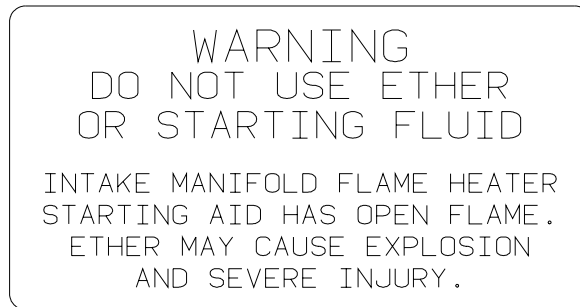 WARNING
DO NOT USE ETHER
OR STARTING FLUID
INTAKE MANIFOLD FLAME HEATER
STARTING AID HAS OPEN FLAME.
ETHER MAY CAUSE EXPLOSION
AND SEVERE INJURY.